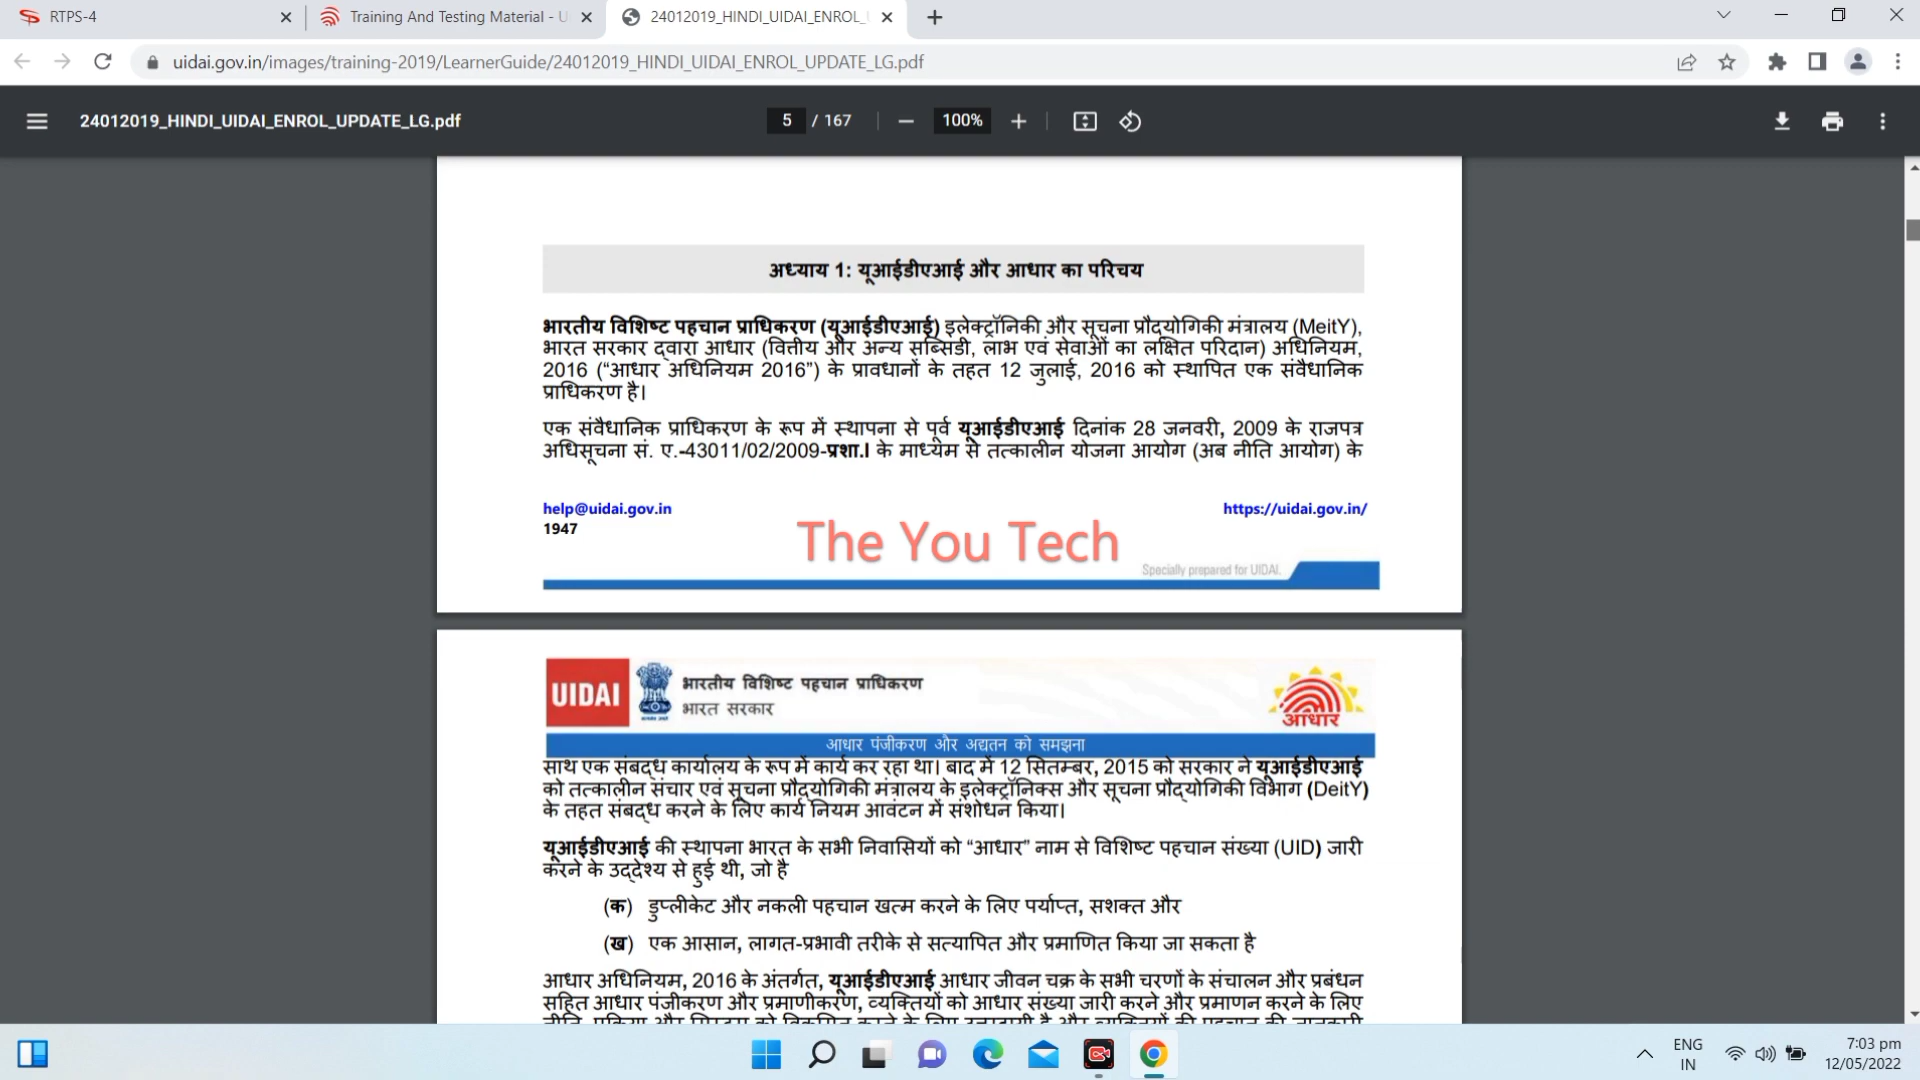 RTPS-4
Training And Testing Material - U
24012019_HINDI_UIDAI_ENROL_
uidai.gov.in/images/training-2019/LearnerGuide/24012019_HINDI_UIDAI_ENROL_UPDATE_LG.pdf
24012019_HINDI_UIDAI_ENROL_UPDATE_LG.pdf
5 / 167
100%
अध्याय 1: यूआईडीएआई और आधार का परिचय
भारतीय विशिष्ट पहचान प्राधिकरण (यूआईडीएआई) इलेक्ट्रॉनिकी और सूचना प्रौद्योगिकी मंत्रालय (MeitY),
भारत सरकार द्वारा आधार (वित्तीय और अन्य सब्सिडी, लाभ एवं सेवाओं का लक्षित परिदान) अधिनियम,
2016 (“आधार अधिनियम 2016”) के प्रावधानों के तहत 12 जुलाई, 2016 को स्थापित एक संवैधानिक
प्राधिकरण है।
एक संवैधानिक प्राधिकरण के रूप में स्थापना से पूर्व यूआईडीएआई दिनांक 28 जनवरी, 2009 के राजपत्र
अधिसूचना सं. ए.-43011/02/2009-प्रशा.I के माध्यम से तत्कालीन योजना आयोग (अब नीति आयोग) के
help@uidai.gov.in
https://uidai.gov.in/
1947
The You Tech
Specially prepared for UIDAI.
UIDAI
भारतीय विशिष्ट पहचान प्राधिकरण
भारत सरकार
आधार
आधार पंजीकरण और अद्यतन को समझना
साथ एक संबद्ध कार्यालय के रूप में कार्य कर रहा था। बाद में 12 सितम्बर, 2015 को सरकार ने यूआईडीएआई
को तत्कालीन संचार एवं सूचना प्रौद्योगिकी मंत्रालय के इलेक्ट्रॉनिक्स और सूचना प्रौद्योगिकी विभाग (DeitY)
के तहत संबद्ध करने के लिए कार्य नियम आवंटन में संशोधन किया।
यूआईडीएआई की स्थापना भारत के सभी निवासियों को “आधार” नाम से विशिष्ट पहचान संख्या (UID) जारी
करने के उद्देश्य से हुई थी, जो है
(क) डुप्लीकेट और नकली पहचान खत्म करने के लिए पर्याप्त, सशक्त और
(ख) एक आसान, लागत-प्रभावी तरीके से सत्यापित और प्रमाणित किया जा सकता है
आधार अधिनियम, 2016 के अंतर्गत, यूआईडीएआई आधार जीवन चक्र के सभी चरणों के संचालन और प्रबंधन
सहित आधार पंजीकरण और प्रमाणीकरण, व्यक्तियों को आधार संख्या जारी करने और प्रमाणन करने के लिए
ENG
IN
7:03 pm
12/05/2022